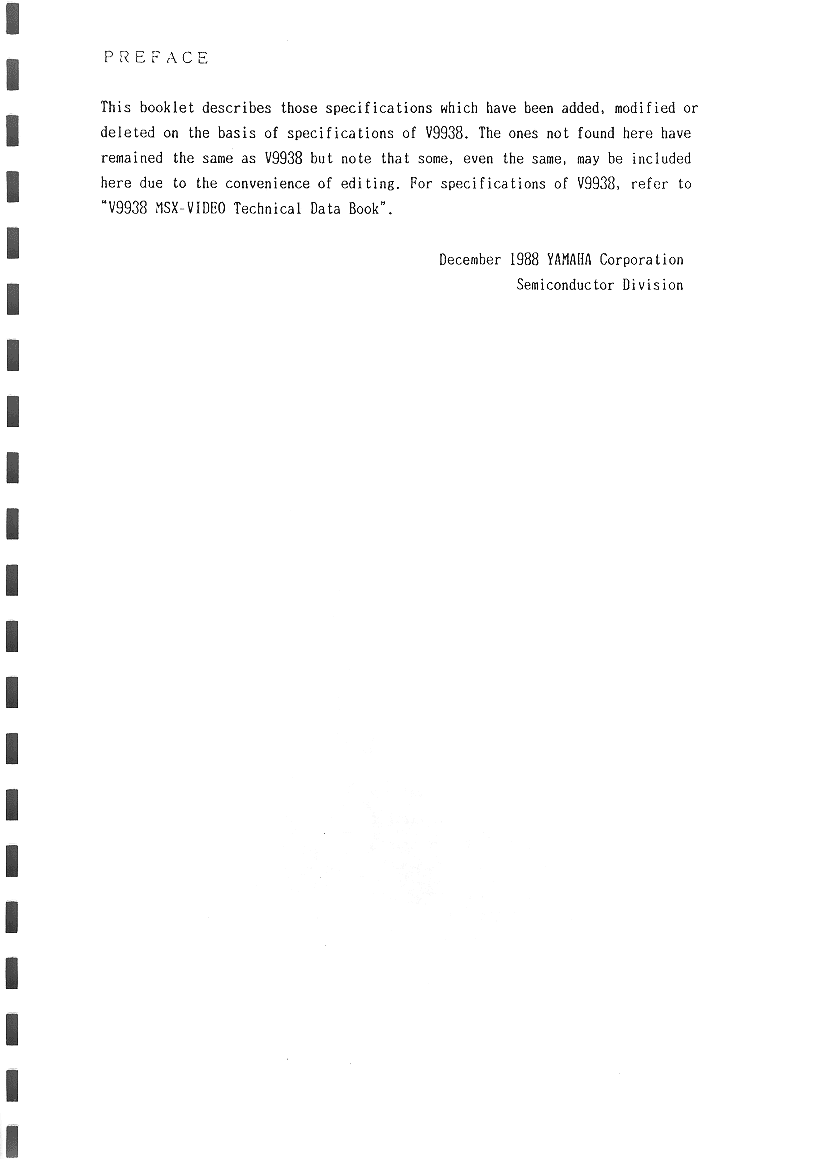 PREFACE
This booklet describes those specifications which have been added, modified or
deleted on the basis of specifications of V9938. The ones not found here have
remained the same as V9938 but note that some, even the same, may be included
here due to the convenience of editing. For specifications of V9938, refer to
“V9938 MSX-VIDEO Technical Data Book”.
December 1988 YAMAHA Corporation
Semiconductor Division